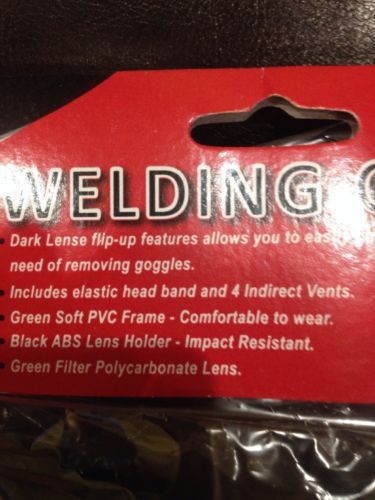 WELDING
• Dark Lense flip-up features allows you to
need of removing goggles.
• Includes elastic head band and 4 Indirect Vents.
• Green Soft PVC Frame - Comfortable to wear.
• Black ABS Lens Holder - Impact Resistant.
• Green Filter Polycarbonate Lens.